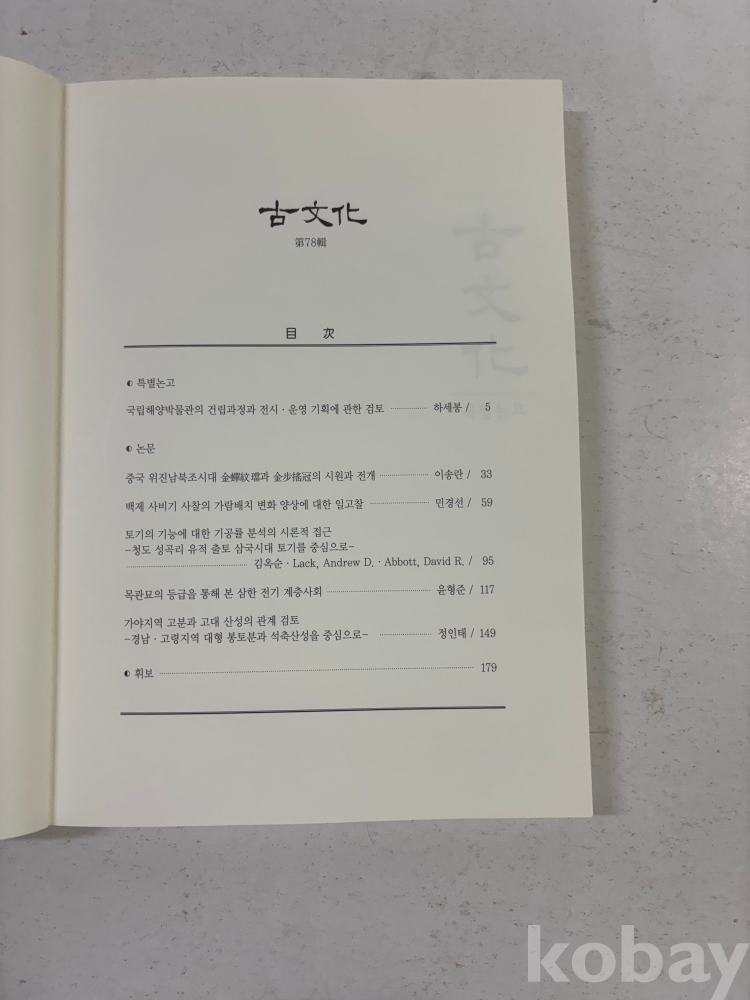 古文化
第78輯
目 次
◐ 특별논고
국립해양박물관의 건립과정과 전시 · 운영 기획에 관한 검토 ············ 하세봉 / 5
◐ 논문
중국 위진남북조시대 金蟬紋璫과 金步搖冠의 시원과 전개 ············ 이송란 / 33
백제 사비기 사찰의 가람배치 변화 양상에 대한 일고찰 ············ 민경선 / 59
토기의 기능에 대한 기공률 분석의 시론적 접근
-청도 성곡리 유적 출토 삼국시대 토기를 중심으로-
············ 김옥순 · Lack, Andrew D. · Abbott, David R. / 95
목관묘의 등급을 통해 본 삼한 전기 계층사회 ············ 윤형준 / 117
가야지역 고분과 고대 산성의 관계 검토
-경남 · 고령지역 대형 봉토분과 석축산성을 중심으로- ············ 정인태 / 149
◐ 휘보 ············ 179
古
文
化
kobay